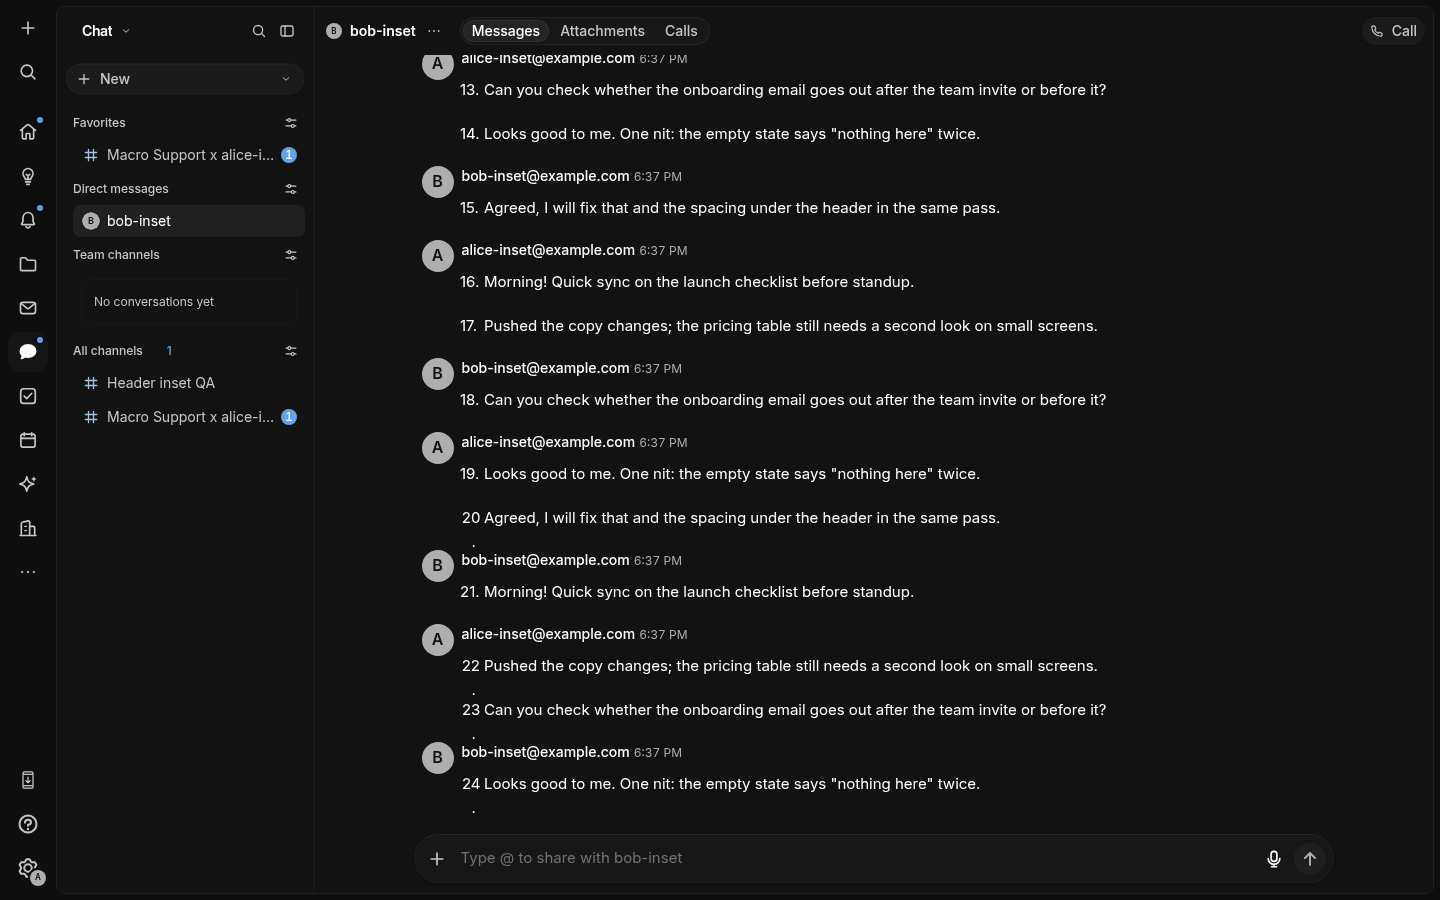 Chat
New
Favorites
Macro Support x alice-i... 1
Direct messages
B bob-inset
Team channels
No conversations yet
All channels 1
Header inset QA
Macro Support x alice-i... 1
A
B bob-inset ... Messages Attachments Calls Call
A alice-inset@example.com 6:37 PM
13. Can you check whether the onboarding email goes out after the team invite or before it?
14. Looks good to me. One nit: the empty state says "nothing here" twice.
B bob-inset@example.com 6:37 PM
15. Agreed, I will fix that and the spacing under the header in the same pass.
A alice-inset@example.com 6:37 PM
16. Morning! Quick sync on the launch checklist before standup.
17. Pushed the copy changes; the pricing table still needs a second look on small screens.
B bob-inset@example.com 6:37 PM
18. Can you check whether the onboarding email goes out after the team invite or before it?
A alice-inset@example.com 6:37 PM
19. Looks good to me. One nit: the empty state says "nothing here" twice.
20 Agreed, I will fix that and the spacing under the header in the same pass.
.
B bob-inset@example.com 6:37 PM
21. Morning! Quick sync on the launch checklist before standup.
A alice-inset@example.com 6:37 PM
22 Pushed the copy changes; the pricing table still needs a second look on small screens.
.
23 Can you check whether the onboarding email goes out after the team invite or before it?
.
B bob-inset@example.com 6:37 PM
24 Looks good to me. One nit: the empty state says "nothing here" twice.
.
Type @ to share with bob-inset